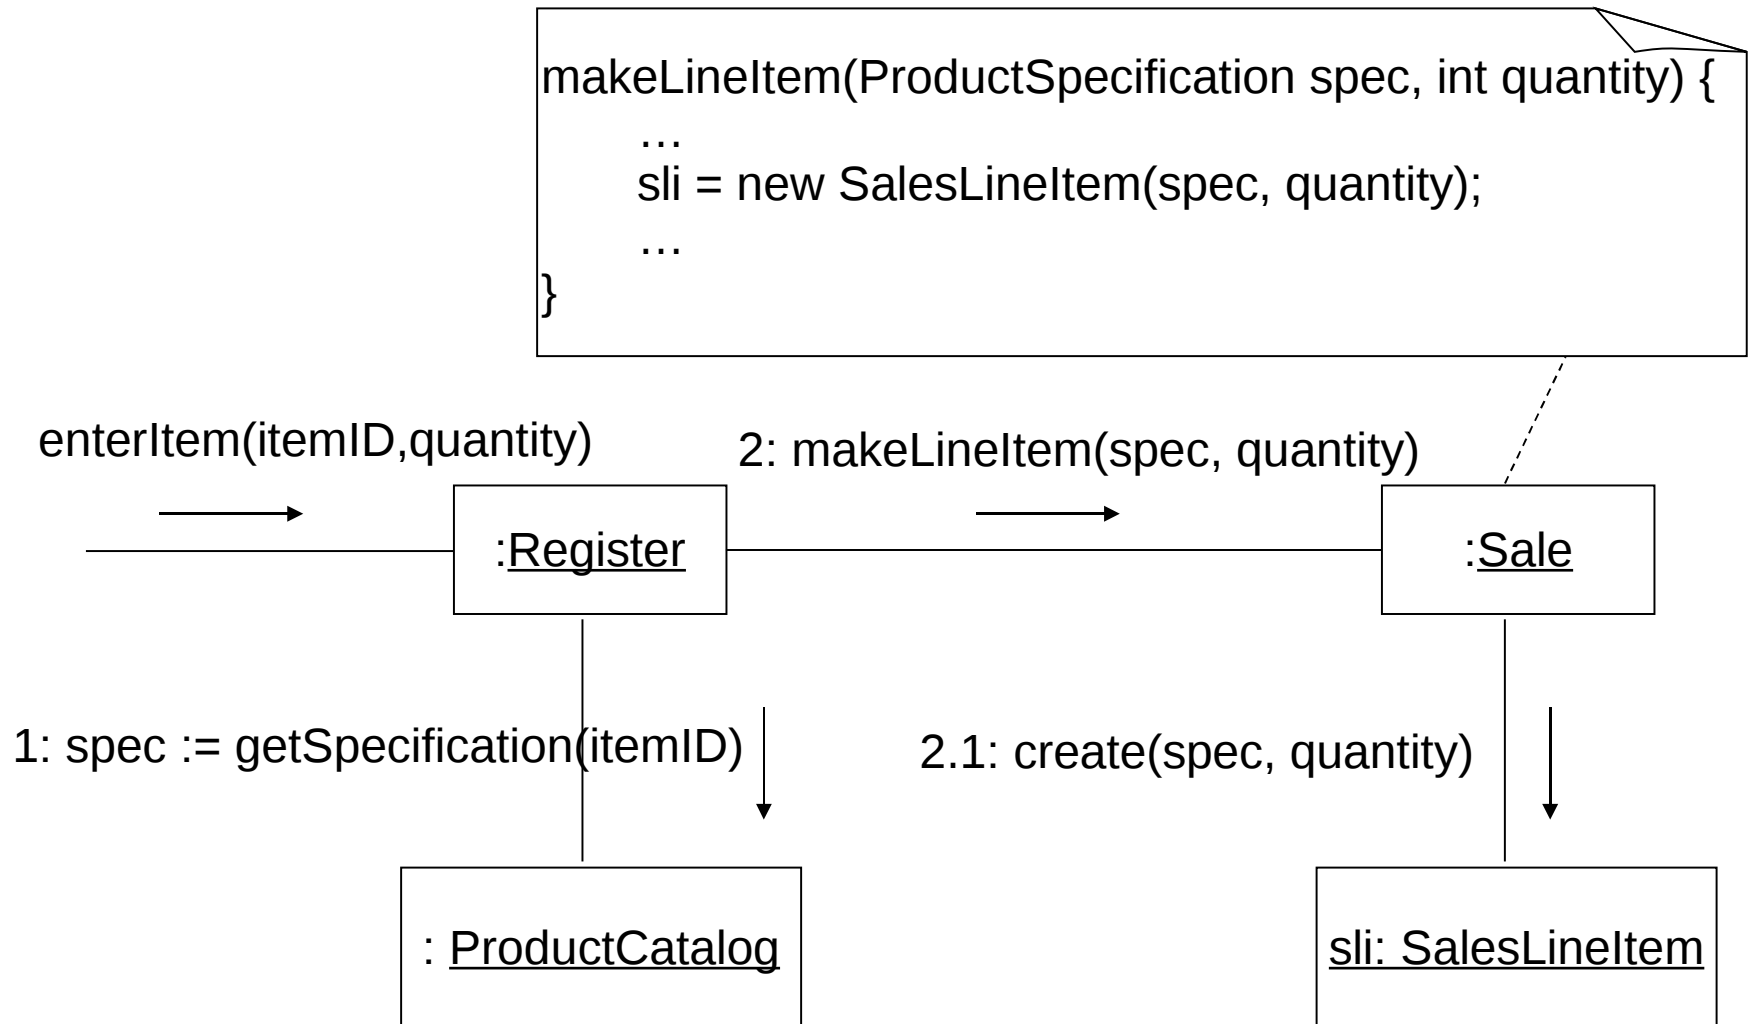 makeLineItem(ProductSpecification spec, int quantity) {
…
sli = new SalesLineItem(spec, quantity);
…
}
enterItem(itemID,quantity)
2: makeLineItem(spec, quantity)
:Register
:Sale
1: spec := getSpecification(itemID)
2.1: create(spec, quantity)
: ProductCatalog
sli: SalesLineItem